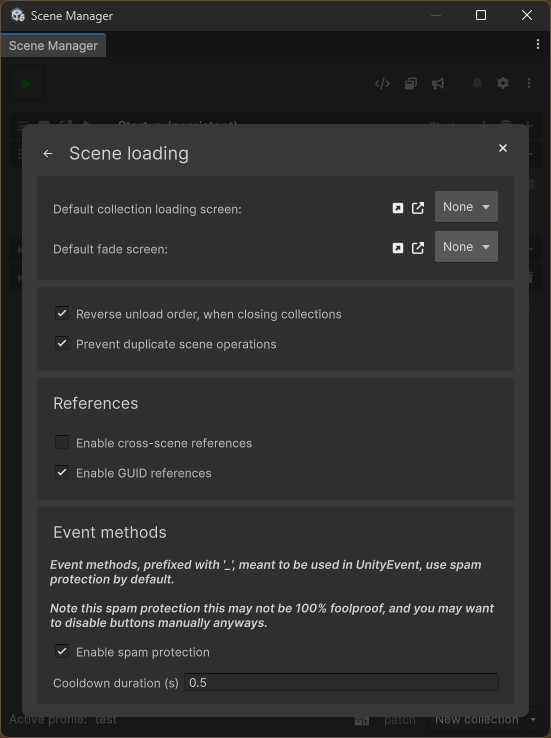 Scene Manager
Scene Manager
Scene loading
Default collection loading screen:
None
Default fade screen:
None
Reverse unload order, when closing collections
Prevent duplicate scene operations
References
Enable cross-scene references
Enable GUID references
Event methods
Event methods, prefixed with '_', meant to be used in UnityEvent, use spam
protection by default.
Note this spam protection this may not be 100% foolproof, and you may want
to disable buttons manually anyways.
Enable spam protection
Cooldown duration (s) 0.5
Active profile: test
patch
New collection